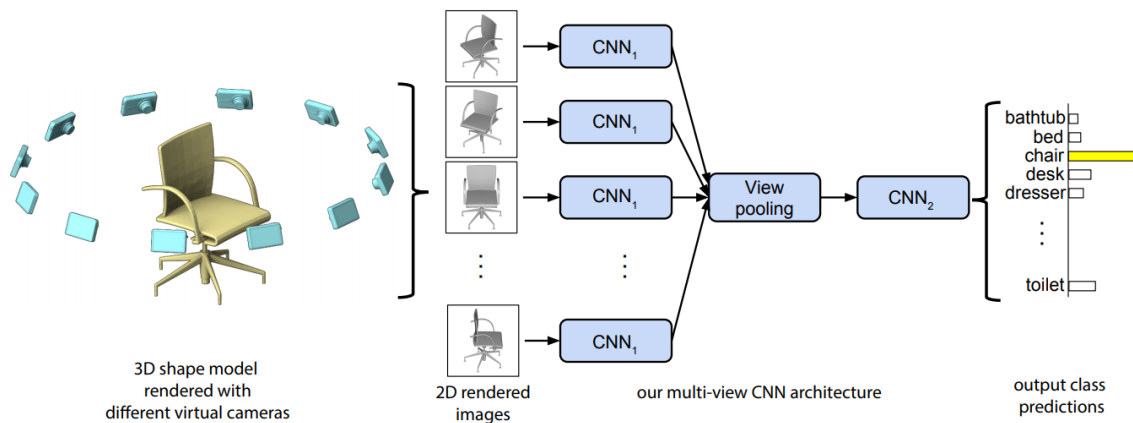 CNN1
CNN1
CNN1
CNN1
View
pooling
CNN2
bathtub
bed
chair
desk
dresser
toilet
3D shape model
rendered with
different virtual cameras
2D rendered
images
our multi-view CNN architecture
output class
predictions